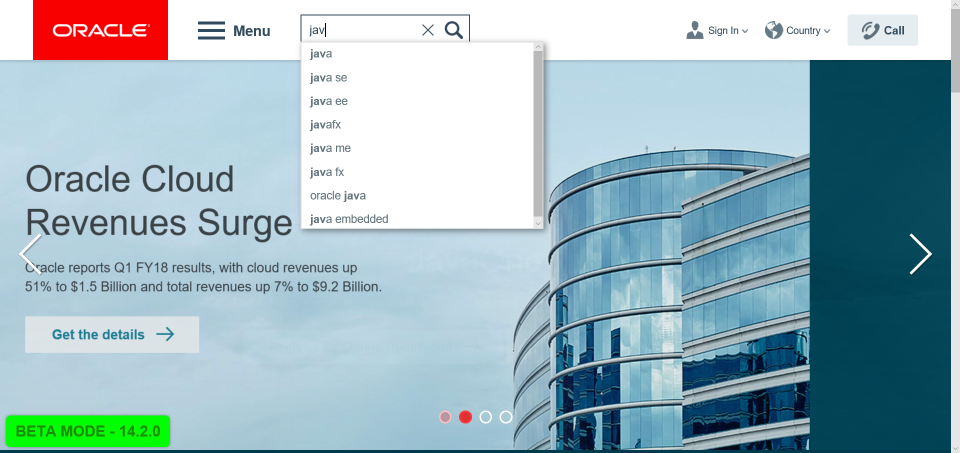 ORACLE
Menu
jav
Sign In
Country
Call
java
java se
java ee
javafx
java me
java fx
oracle java
java embedded
Oracle Cloud
Revenues Surge
Oracle reports Q1 FY18 results, with cloud revenues up
51% to $1.5 Billion and total revenues up 7% to $9.2 Billion.
Get the details
BETA MODE - 14.2.0